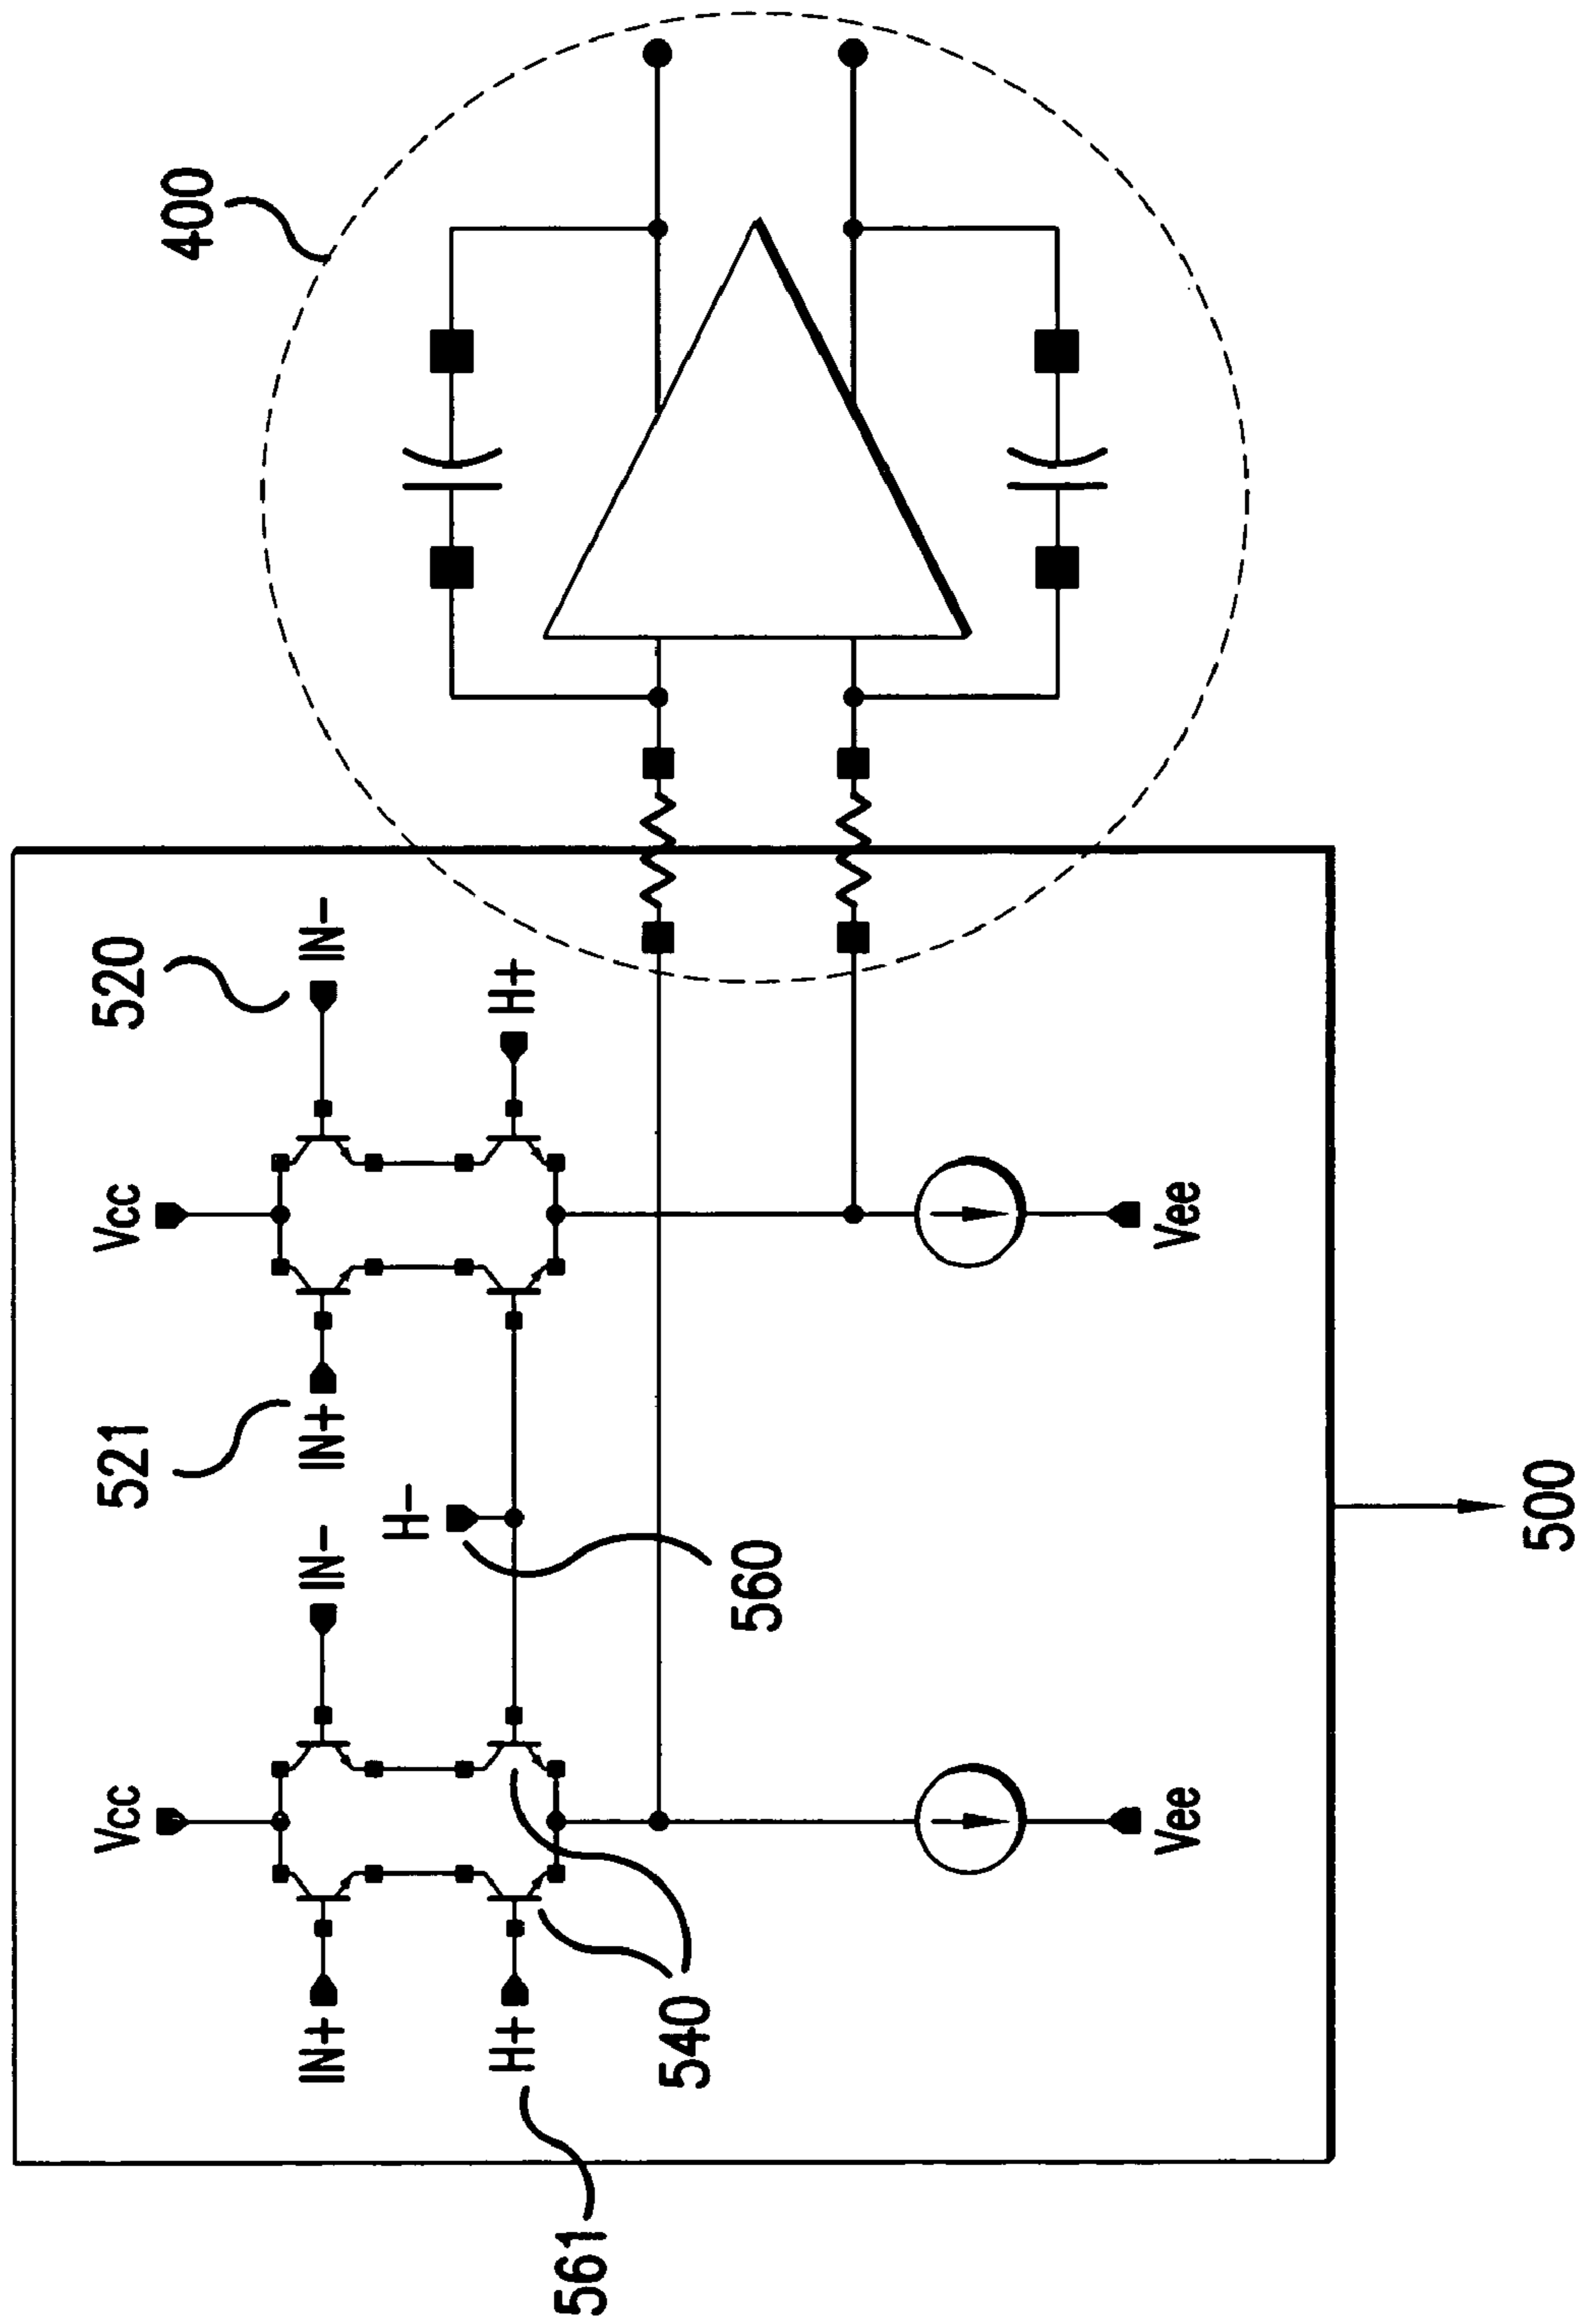 Vcc
521
Vcc
520
400
IN+
IN-
IN+
IN-
H-
H+
H+
561
540
560
Vee
Vee
500